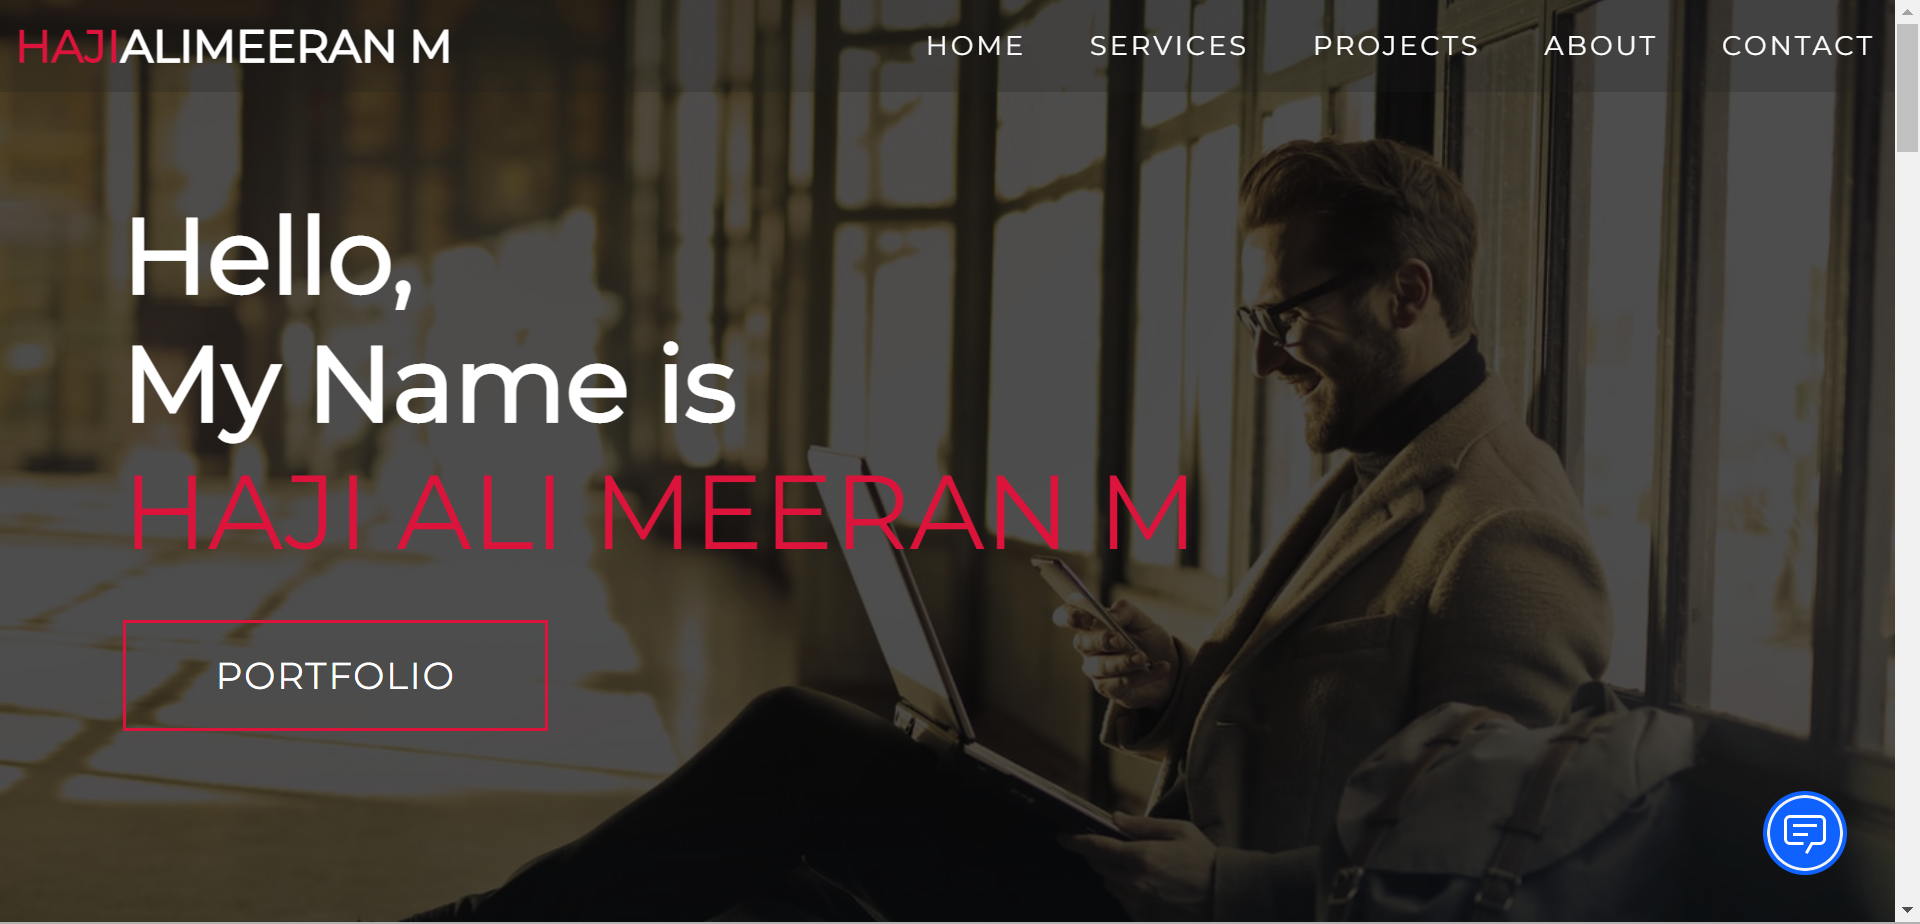 HAJIALIMEERAN M
HOME SERVICES PROJECTS ABOUT CONTACT
Hello,
My Name is
HAJI ALI MEERAN M
PORTFOLIO